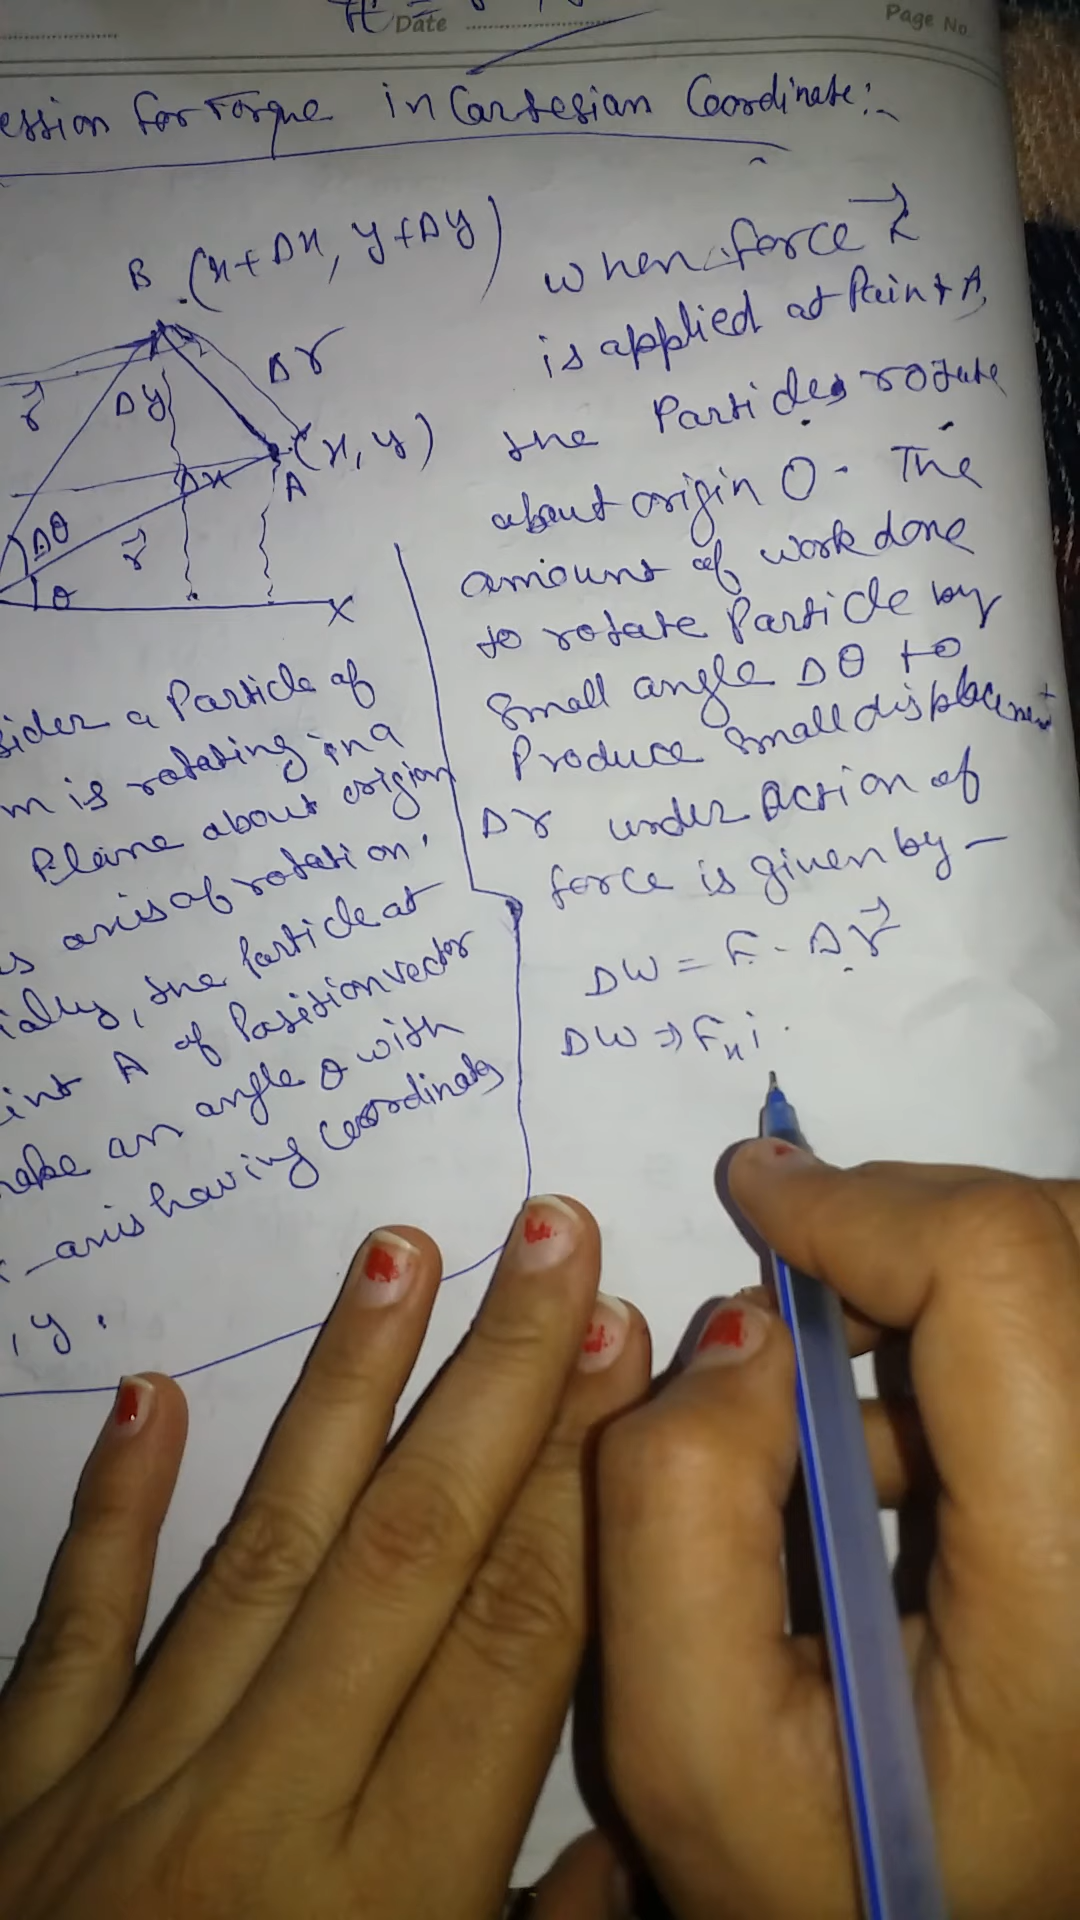 Date
Page No
ession for Torque in Cartesian Coordinate:-
B (x+Δx, y+Δy)
Δr
r
Δy
(x, y)
Δx
A
Δθ
r
θ
X
sider a Particle of
m is rotating in a
Plane about origin
s axis of rotation.
ially, the Particle at
int A of Position vector
make an angle θ with
x-axis having Coordinates
, y.
when force
is applied at Point A,
the Particles rotate
about origin O. The
amount of work done
to rotate Particle by
Small angle Δθ to
Produce Small displacement
Δr under action of
force is given by -
ΔW = F. Δr
ΔW ⇒ Fx i